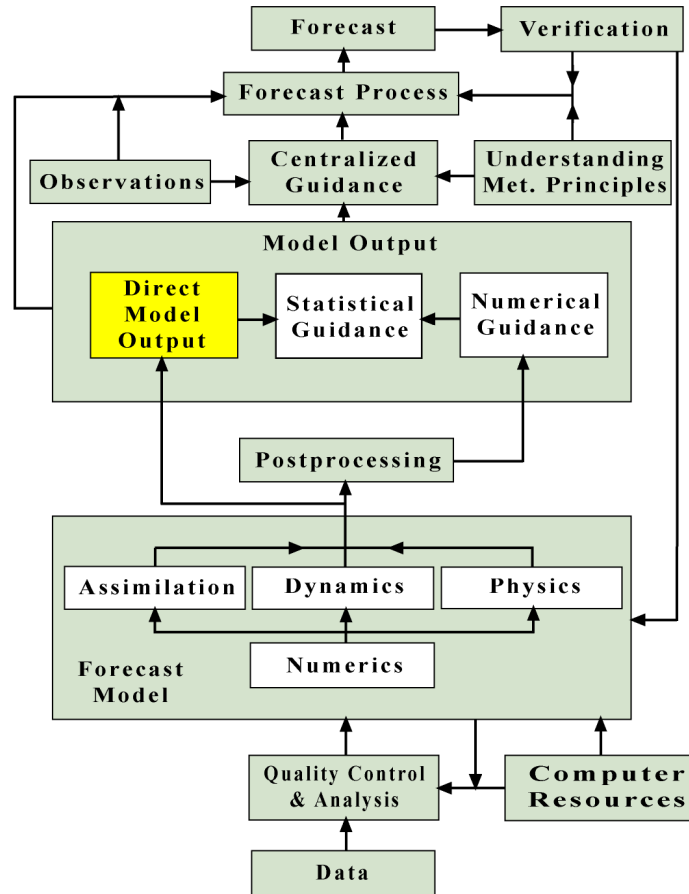 Forecast
Verification
Forecast Process
Observations
Centralized
Guidance
Understanding
Met. Principles
Model Output
Direct
Model
Output
Statistical
Guidance
Numerical
Guidance
Postprocessing
Assimilation
Dynamics
Physics
Numerics
Forecast
Model
Quality Control
& Analysis
Computer
Resources
Data